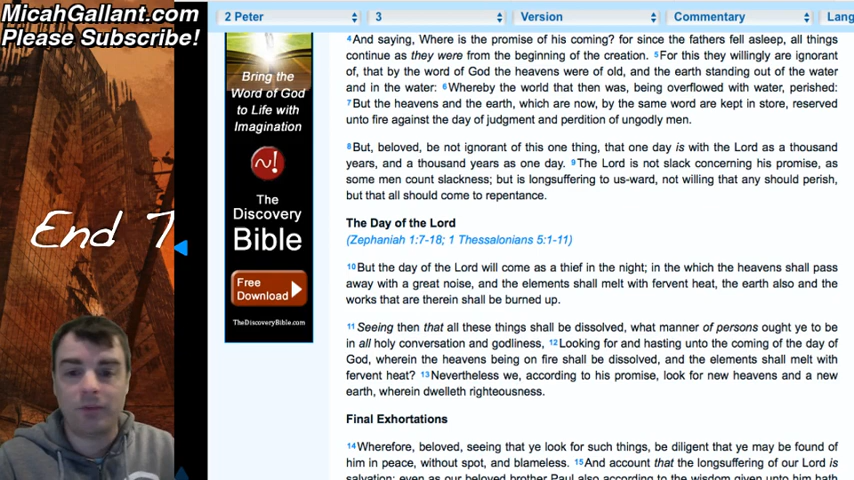 MicahGallant.com
Please Subscribe!
2 Peter
3
Version
Commentary
Lang
End T
Bring the
Word of God
to Life with
Imagination
The
Discovery
Bible
Free
Download
TheDiscoveryBible.com
4And saying, Where is the promise of his coming? for since the fathers fell asleep, all things
continue as they were from the beginning of the creation. 5For this they willingly are ignorant
of, that by the word of God the heavens were of old, and the earth standing out of the water
and in the water: 6Whereby the world that then was, being overflowed with water, perished:
7But the heavens and the earth, which are now, by the same word are kept in store, reserved
unto fire against the day of judgment and perdition of ungodly men.
8But, beloved, be not ignorant of this one thing, that one day is with the Lord as a thousand
years, and a thousand years as one day. 9The Lord is not slack concerning his promise, as
some men count slackness; but is longsuffering to us-ward, not willing that any should perish,
but that all should come to repentance.
The Day of the Lord
(Zephaniah 1:7-18; 1 Thessalonians 5:1-11)
10But the day of the Lord will come as a thief in the night; in the which the heavens shall pass
away with a great noise, and the elements shall melt with fervent heat, the earth also and the
works that are therein shall be burned up.
11Seeing then that all these things shall be dissolved, what manner of persons ought ye to be
in all holy conversation and godliness, 12Looking for and hasting unto the coming of the day of
God, wherein the heavens being on fire shall be dissolved, and the elements shall melt with
fervent heat? 13Nevertheless we, according to his promise, look for new heavens and a new
earth, wherein dwelleth righteousness.
Final Exhortations
14Wherefore, beloved, seeing that ye look for such things, be diligent that ye may be found of
him in peace, without spot, and blameless. 15And account that the longsuffering of our Lord is
salvation; even as our beloved brother Paul also according to the wisdom given unto him hath